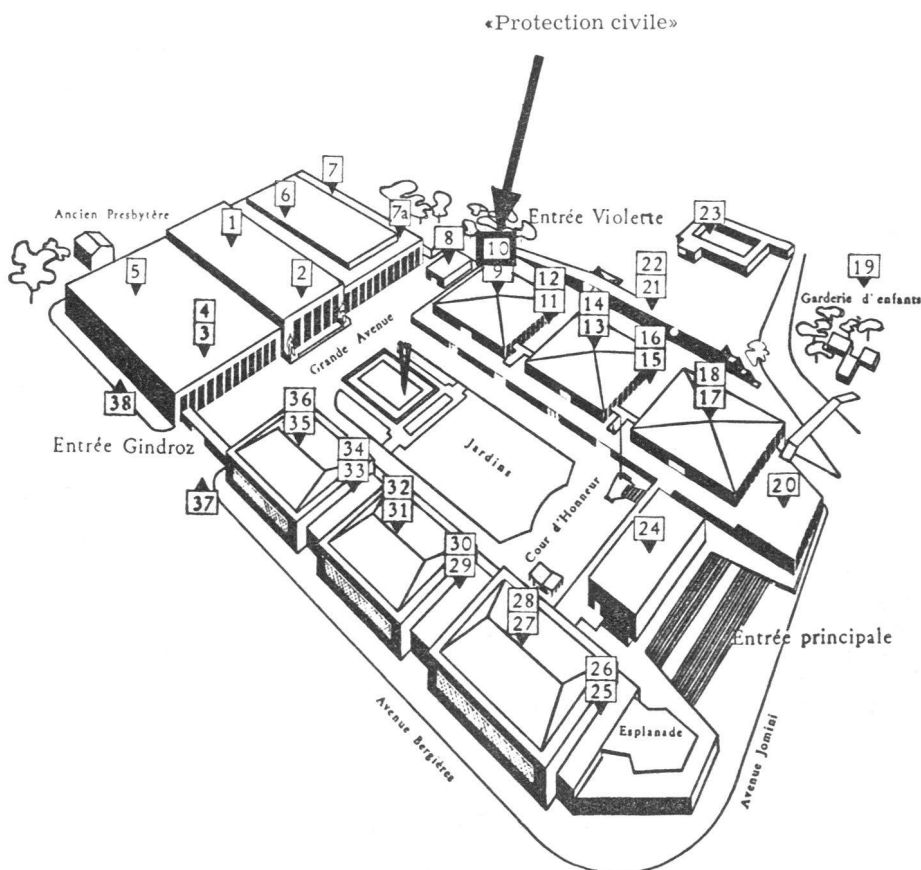 «Protection civile»
7
6
7a
Ancien Presbytère
1
8
10
9
Entrée Violette
23
5
2
12
11
22
21
19
Garderie d'enfants
4
3
14
13
16
15
Grande Avenue
18
17
38
Entrée Gindroz
36
35
34
33
Jardins
37
32
31
Cour d'Honneur
20
24
30
29
28
27
Entrée principale
26
25
Esplanade
Avenue Bergières
Avenue Jomini